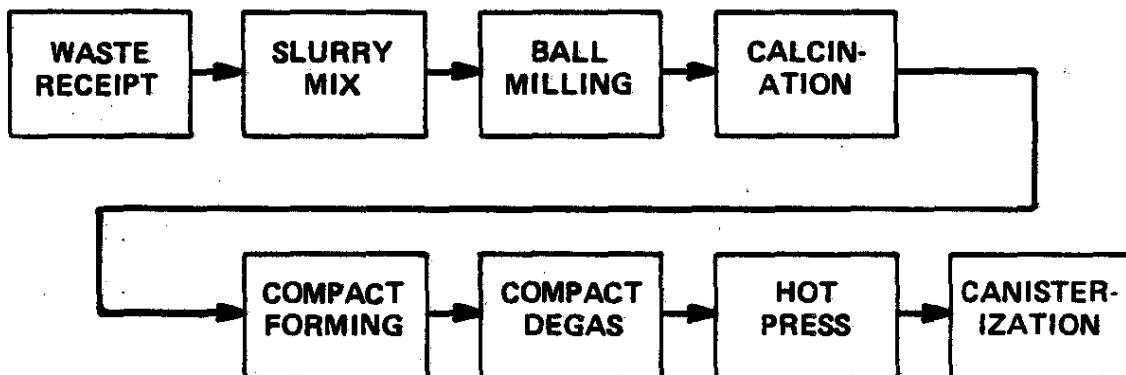 WASTE
RECEIPT
SLURRY
MIX
BALL
MILLING
CALCIN-
ATION
COMPACT
FORMING
COMPACT
DEGAS
HOT
PRESS
CANISTER-
IZATION